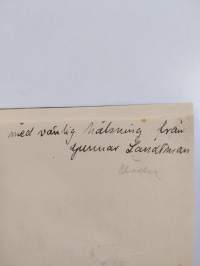 med vänlig hälsning från
Gunnar Landtman